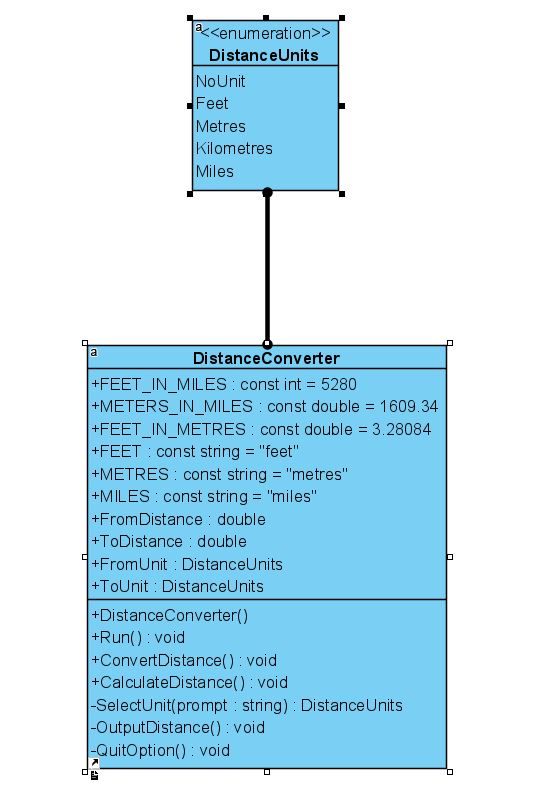 a
<<enumeration>>
DistanceUnits
NoUnit
Feet
Metres
Kilometres
Miles
a
DistanceConverter
+FEET_IN_MILES : const int = 5280
+METERS_IN_MILES : const double = 1609.34
+FEET_IN_METRES : const double = 3.28084
+FEET : const string = "feet"
+METRES : const string = "metres"
+MILES : const string = "miles"
+FromDistance : double
+ToDistance : double
+FromUnit : DistanceUnits
+ToUnit : DistanceUnits
+DistanceConverter()
+Run() : void
+ConvertDistance() : void
+CalculateDistance() : void
-SelectUnit(prompt : string) : DistanceUnits
-OutputDistance() : void
-QuitOption() : void